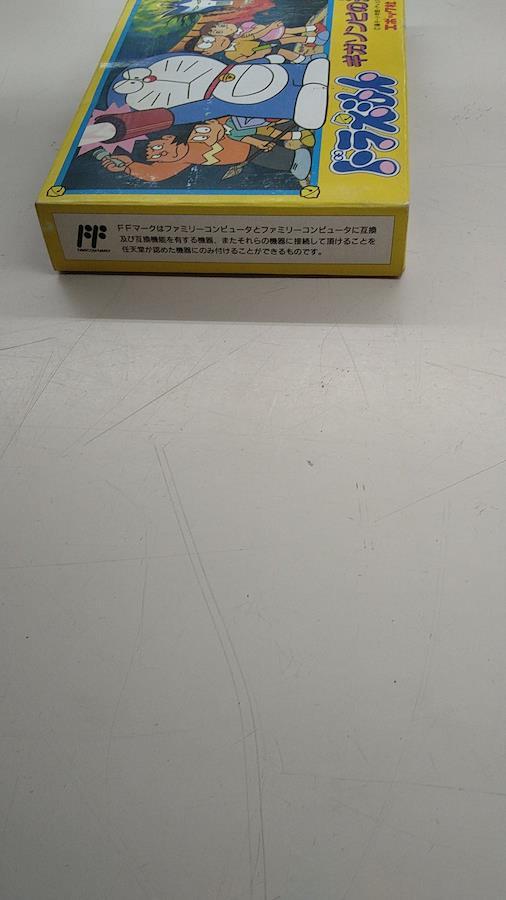 ドラえもん
ギガゾンビの
エポック社
FFマークはファミリーコンピュータとファミリーコンピュータに互換
及び互換機能を有する機器、またそれらの機器に接続して頂けることを
任天堂が認めた機器にのみ付けることができるものです。